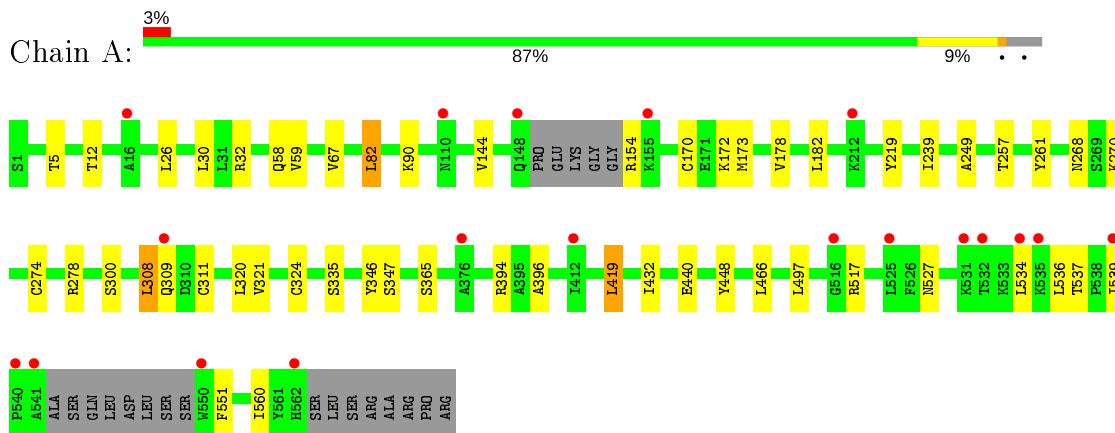 3%
Chain A:
87% 9% • •
S1 T5 T12 A16 L26 L30 L31 R32 Q58 V59 V67 L82 K90 N110 V144 Q148 PRO GLU LYS GLY GLY R154 K155 C170 E171 K172 M173 V178 L182 K212 Y219 I239 A249 T257 Y261 N268 S269 K270
C274 R278 S300 L308 Q309 D310 C311 L320 V321 C324 S335 Y346 S347 S365 A376 R394 A395 A396 I412 L419 I432 E440 Y448 L466 L497 G516 R517 L525 F526 N527 K531 T532 K533 L534 K535 L536 T537 P538 I539
P540 A541 ALA SER GLN LEU ASP LEU SER SER W550 F551 I560 Y561 H562 SER LEU SER ARG ALA ARG PRO ARG